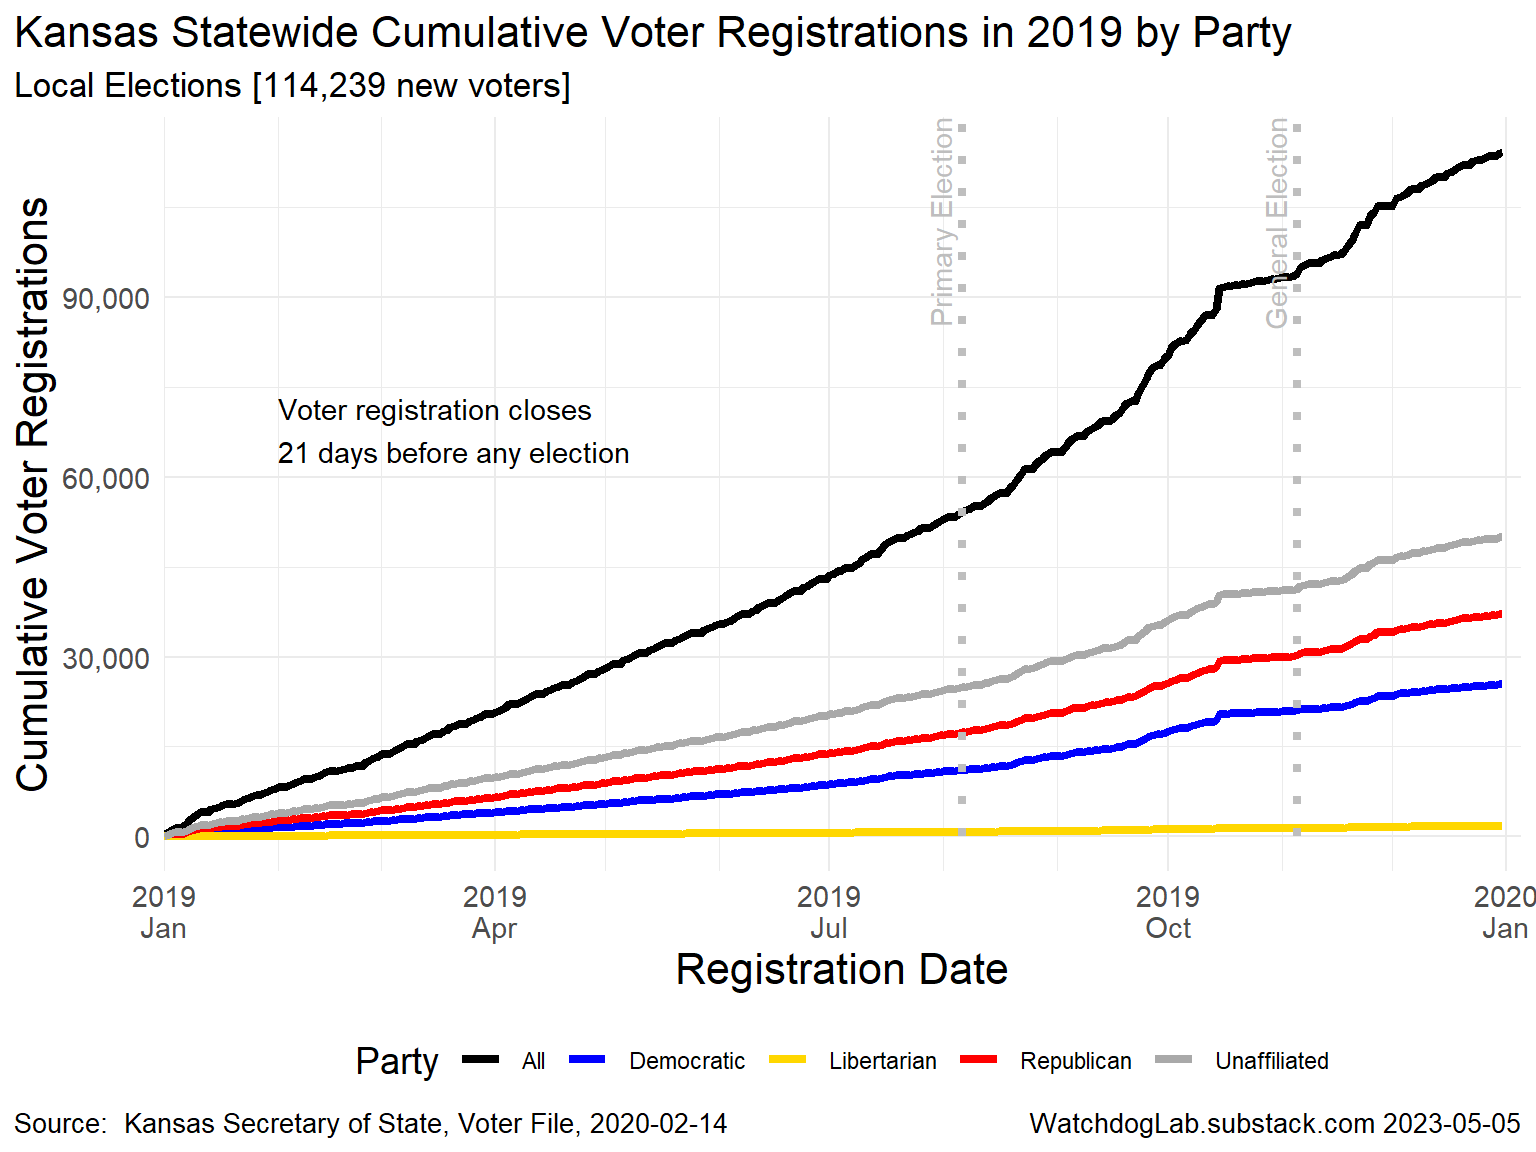 Kansas Statewide Cumulative Voter Registrations in 2019 by Party
Local Elections [114,239 new voters]
Cumulative Voter Registrations
90,000
60,000
30,000
0
Primary Election
General Election
Voter registration closes
21 days before any election
2019 2019 2019 2019 2020
Jan Apr Jul Oct Jan
Registration Date
Party All Democratic Libertarian Republican Unaffiliated
Source:  Kansas Secretary of State, Voter File, 2020-02-14
WatchdogLab.substack.com 2023-05-05